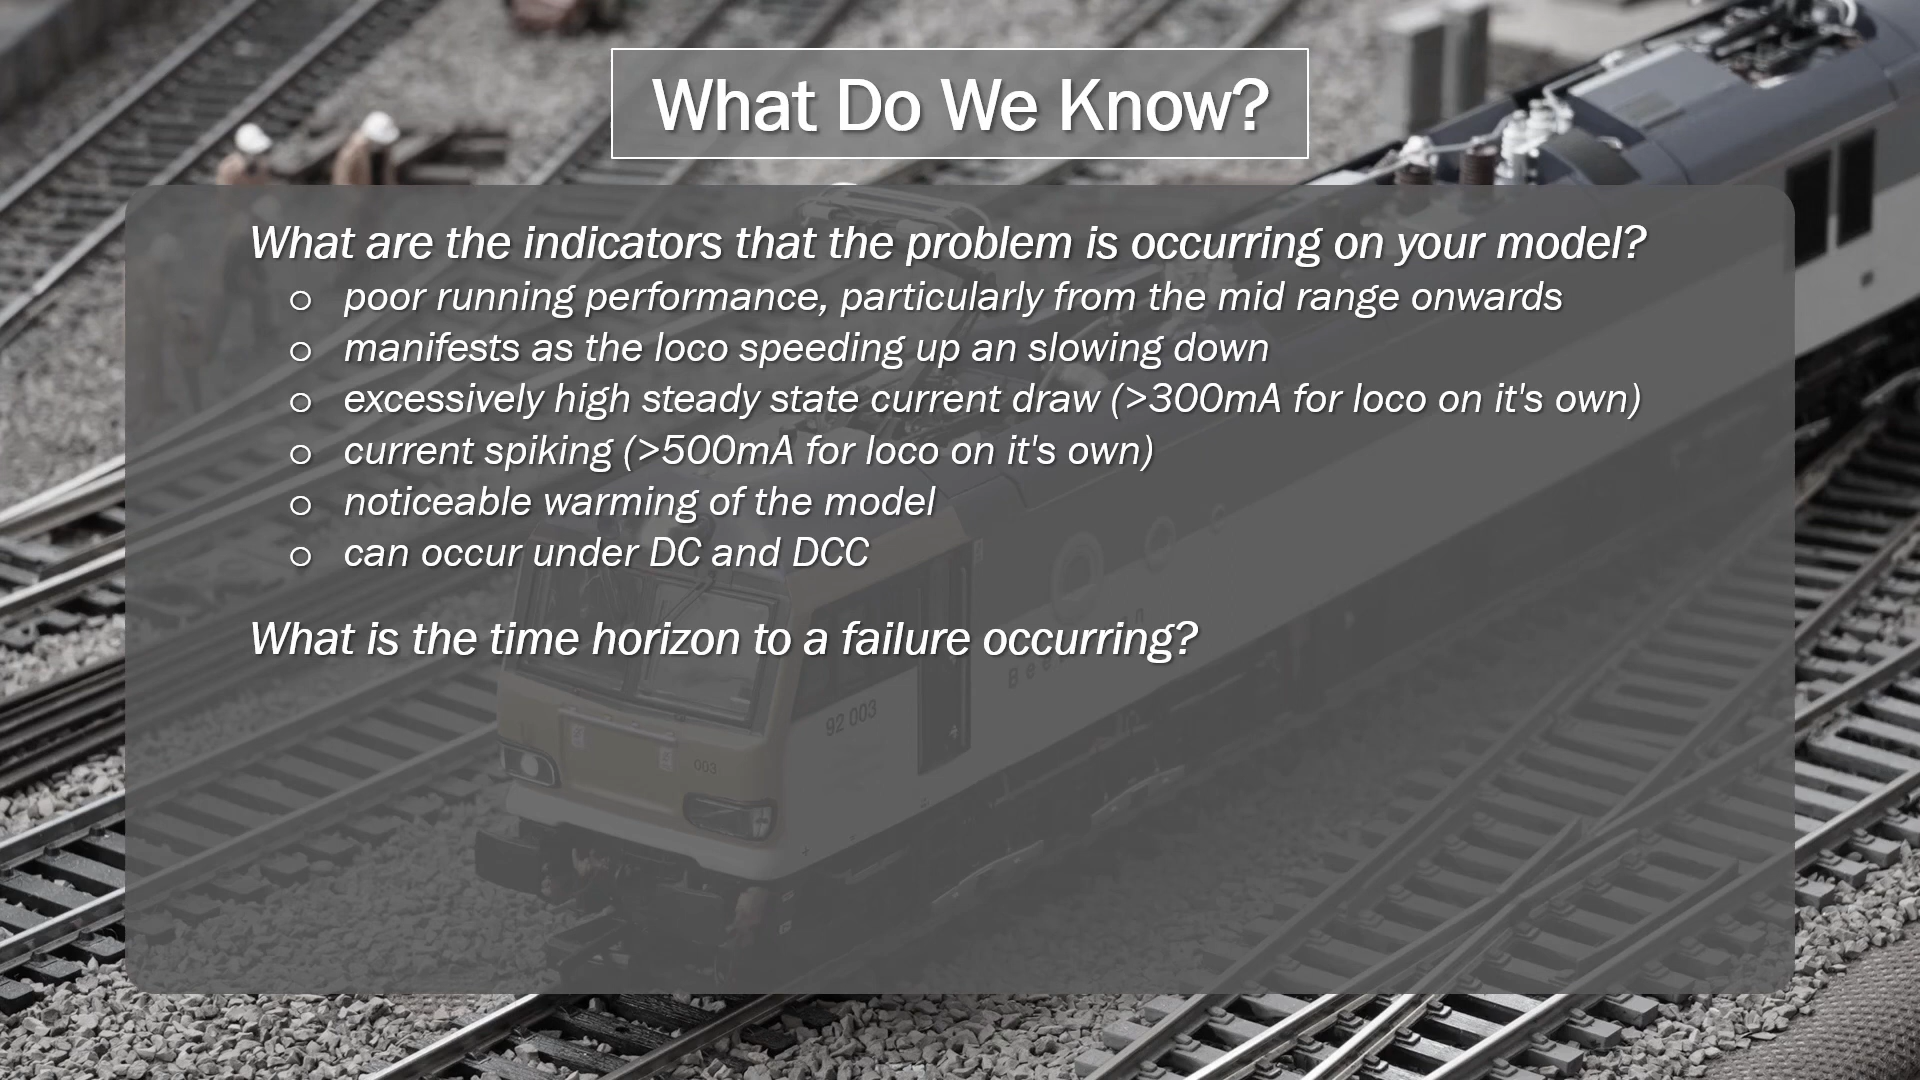 What Do We Know?
What are the indicators that the problem is occurring on your model?
o poor running performance, particularly from the mid range onwards
o manifests as the loco speeding up an slowing down
o excessively high steady state current draw (>300mA for loco on it's own)
o current spiking (>500mA for loco on it's own)
o noticeable warming of the model
o can occur under DC and DCC
What is the time horizon to a failure occurring?
92 003
003